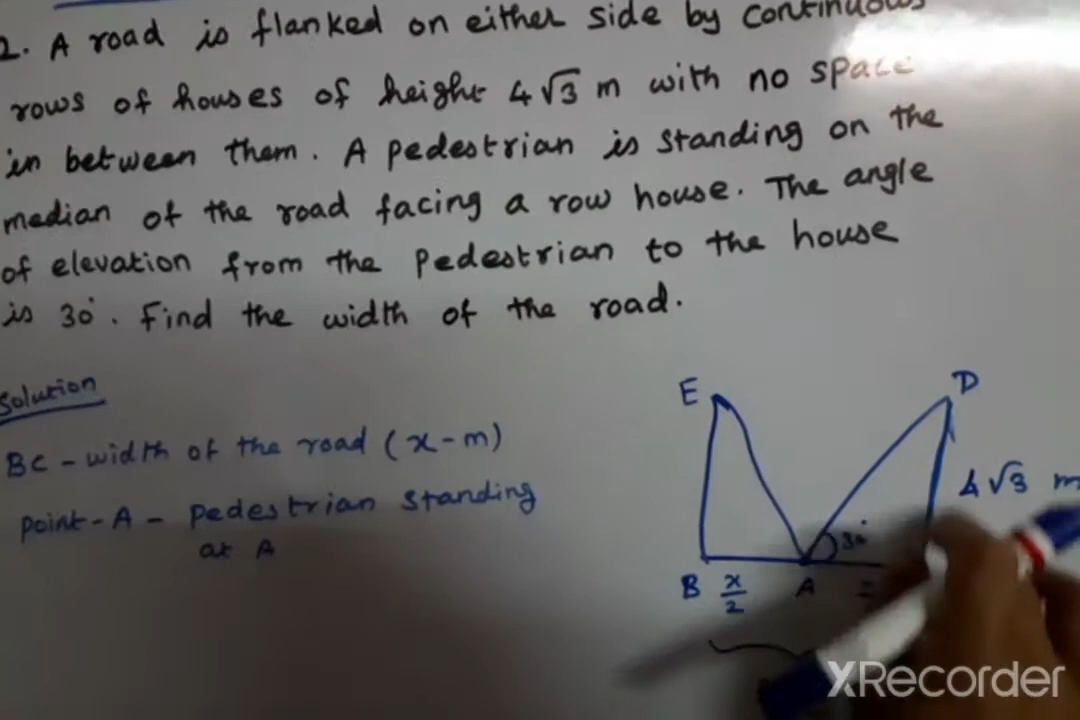 2. A road is flanked on either side by continuous
rows of houses of height 4√3 m with no space
in between them. A pedestrian is standing on the
median of the road facing a row house. The angle
of elevation from the pedestrian to the house
is 30°. Find the width of the road.
Solution
BC - width of the road (x-m)
point-A - pedestrian standing
at A
E
D
4√3 m
30°
B
x/2
A
XRecorder